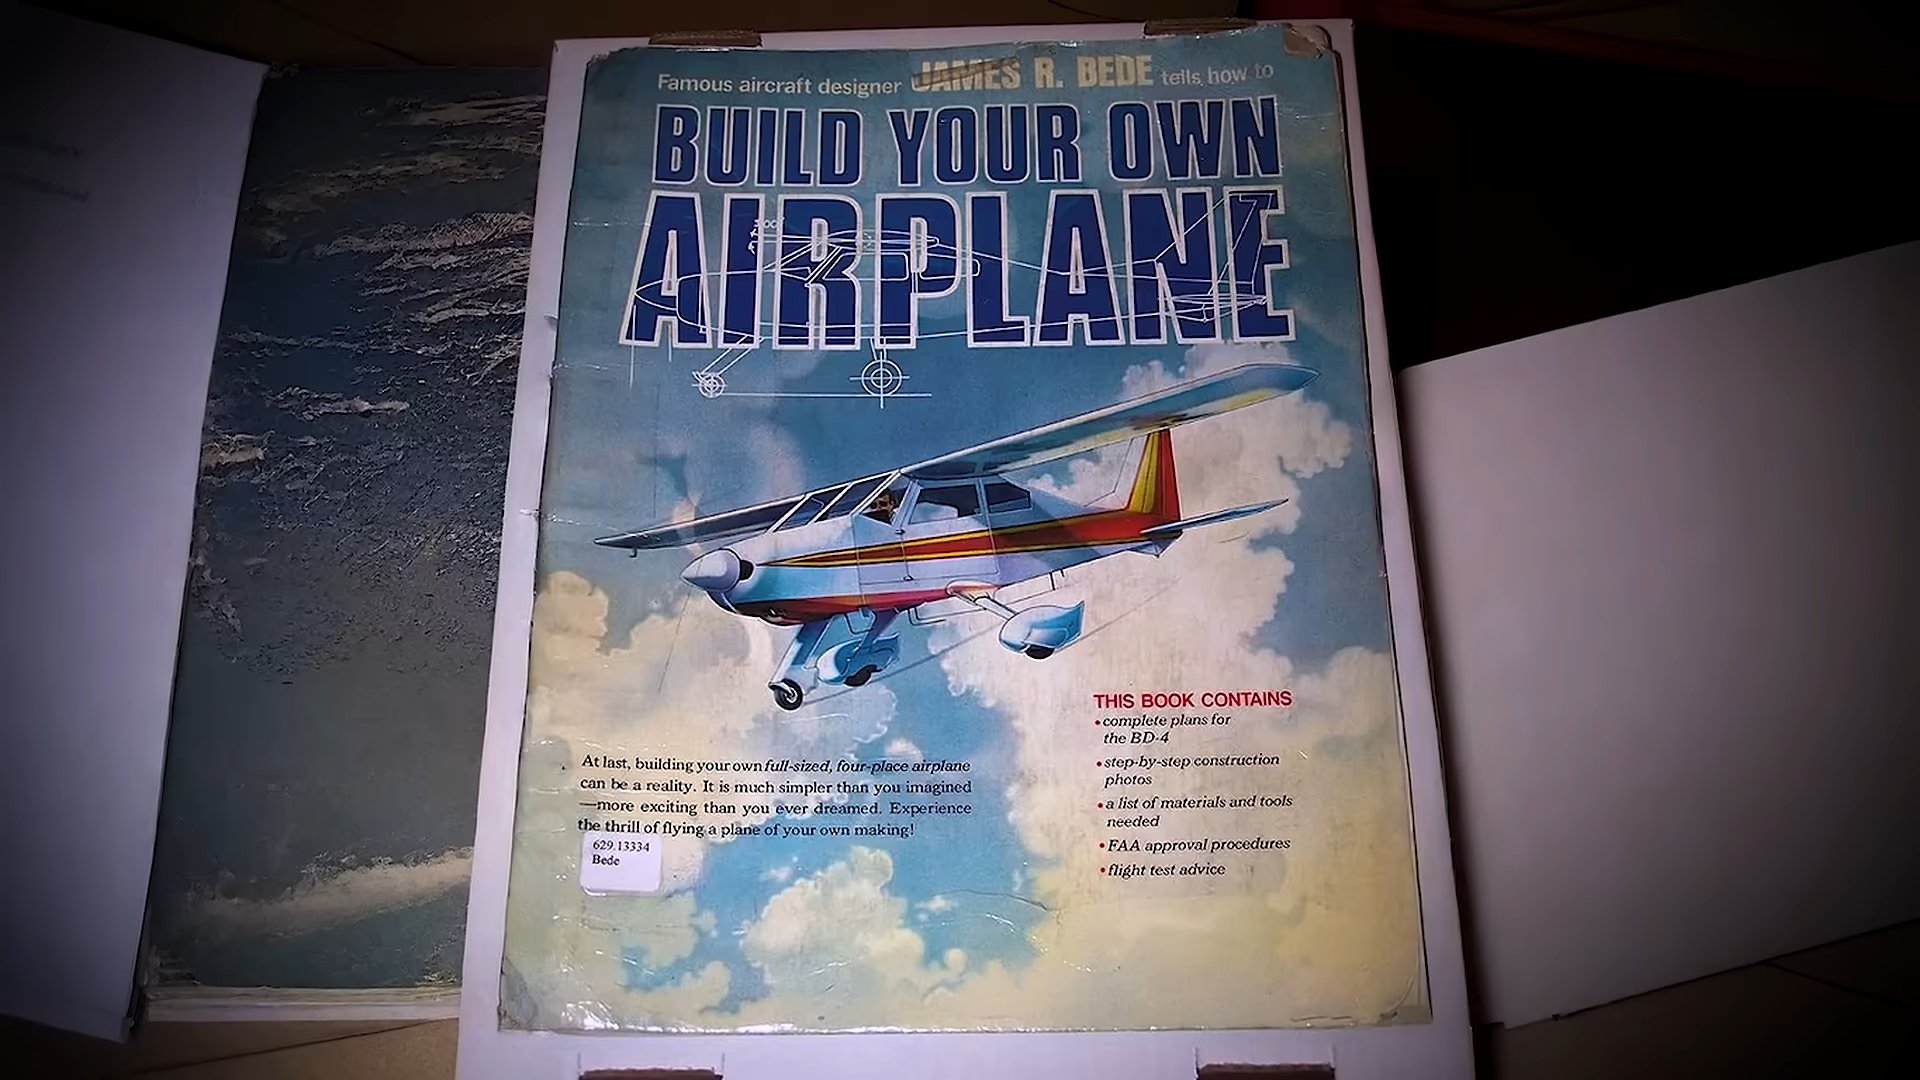 Famous aircraft designer JAMES R. BEDE tells how to
BUILD YOUR OWN
AIRPLANE
At last, building your own full-sized, four-place airplane
can be a reality. It is much simpler than you imagined
—more exciting than you ever dreamed. Experience
the thrill of flying a plane of your own making!
629.13334
Bede
THIS BOOK CONTAINS
•complete plans for
the BD-4
•step-by-step construction
photos
•a list of materials and tools
needed
•FAA approval procedures
•flight test advice